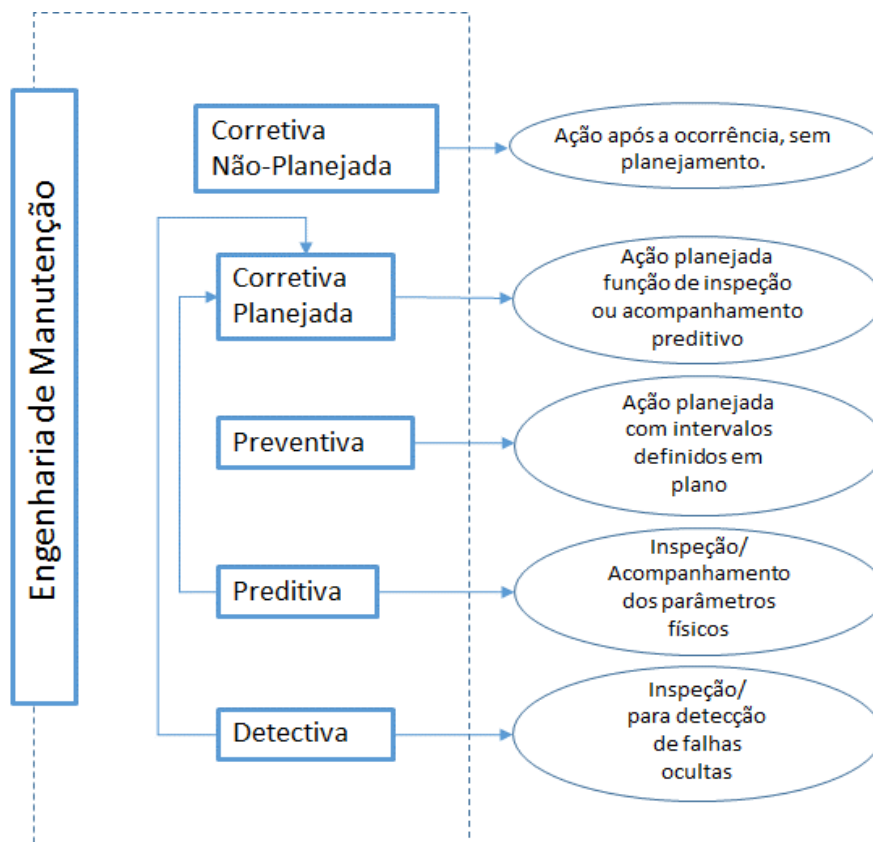 Engenharia de Manutenção
Corretiva
Não-Planejada
Ação após a ocorrência, sem
planejamento.
Corretiva
Planejada
Ação planejada
função de inspeção
ou acompanhamento
preditivo
Preventiva
Ação planejada
com intervalos
definidos em
plano
Preditiva
Inspeção/
Acompanhamento
dos parâmetros
físicos
Detectiva
Inspeção/
para detecção
de falhas
ocultas